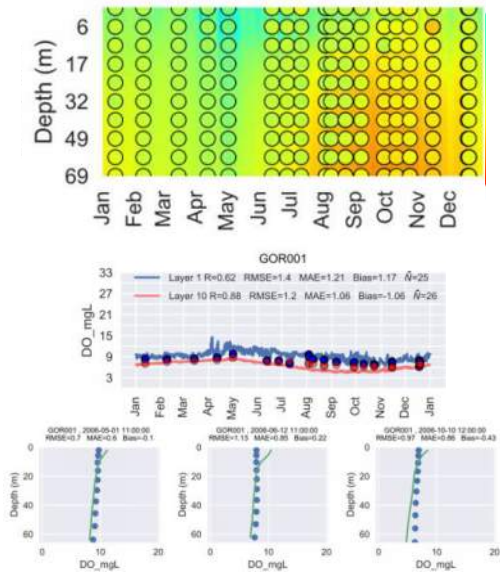 6
17
32
49
69
Depth (m)
Jan Feb Mar Apr May Jun Jul Aug Sep Oct Nov Dec
GOR001
33
27
21
15
9
3
DO_mgL
Layer 1 R=0.62 RMSE=1.4 MAE=1.21 Bias=1.17 N̂=25
Layer 10 R=0.88 RMSE=1.2 MAE=1.06 Bias=-1.06 N̂=26
Jan Feb Mar Apr May Jun Jul Aug Sep Oct Nov Dec Jan
GOR001 , 2006-05-01 11:00:00
RMSE=0.7 MAE=0.6 Bias=-0.1
GOR001 , 2006-06-12 11:00:00
RMSE=1.13 MAE=0.85 Bias=0.22
GOR001 , 2006-10-10 12:00:00
RMSE=0.97 MAE=0.86 Bias=-0.43
Depth (m)
0
20
40
60
0 10 20
DO_mgL
Depth (m)
0
20
40
60
0 10 20
DO_mgL
Depth (m)
0
20
40
60
0 10 20
DO_mgL